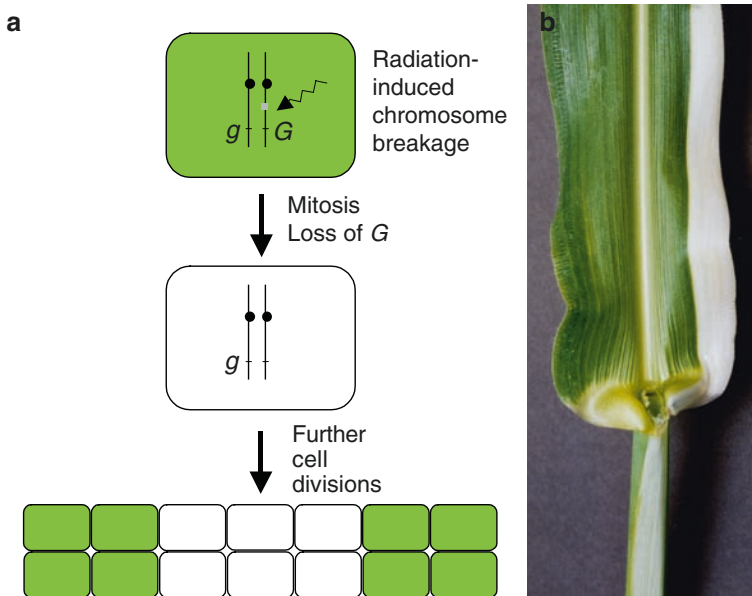 a
Radiation-
induced
chromosome
breakage
g G
Mitosis
Loss of G
g
Further
cell
divisions
b